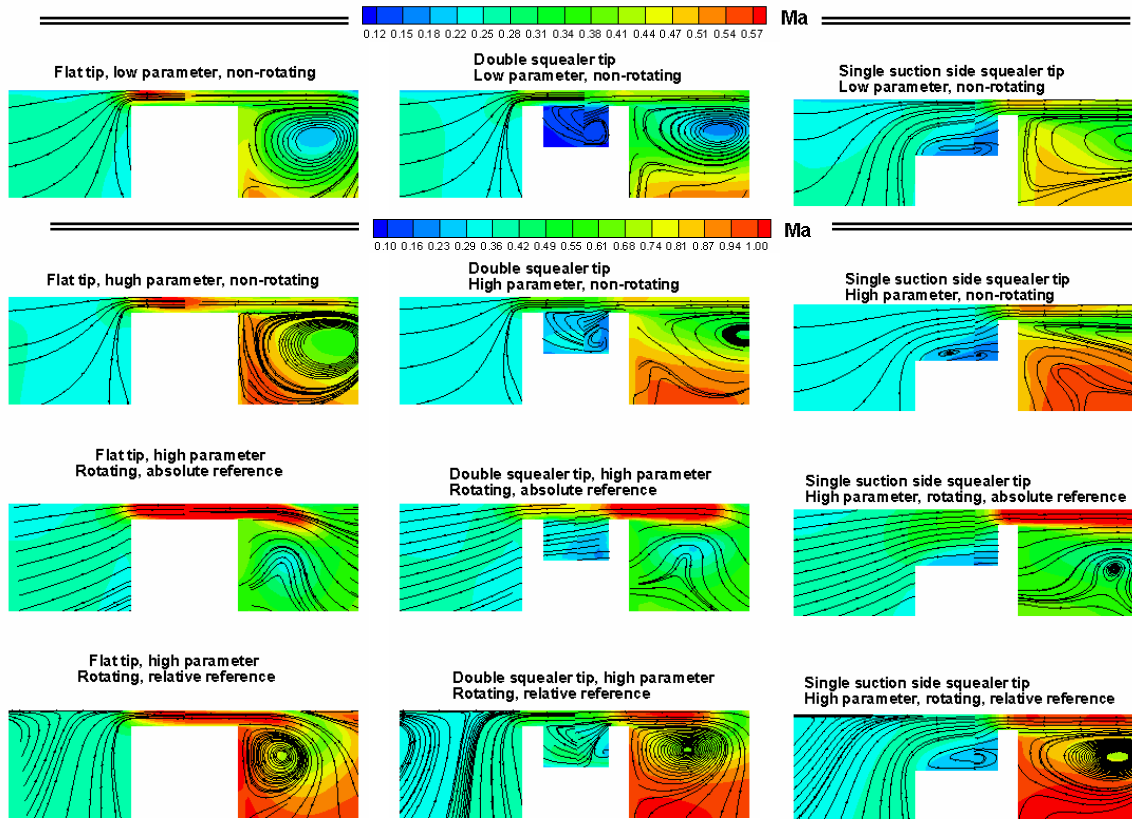 Ma
0.12 0.15 0.18 0.22 0.25 0.28 0.31 0.34 0.38 0.41 0.44 0.47 0.51 0.54 0.57
Flat tip, low parameter, non-rotating
Double squealer tip
Low parameter, non-rotating
Single suction side squealer tip
Low parameter, non-rotating
Ma
0.10 0.16 0.23 0.29 0.36 0.42 0.49 0.55 0.61 0.68 0.74 0.81 0.87 0.94 1.00
Flat tip, hugh parameter, non-rotating
Double squealer tip
High parameter, non-rotating
Single suction side squealer tip
High parameter, non-rotating
Flat tip, high parameter
Rotating, absolute reference
Double squealer tip, high parameter
Rotating, absolute reference
Single suction side squealer tip
High parameter, rotating, absolute reference
Flat tip, high parameter
Rotating, relative reference
Double squealer tip, high parameter
Rotating, relative reference
Single suction side squealer tip
High parameter, rotating, relative reference